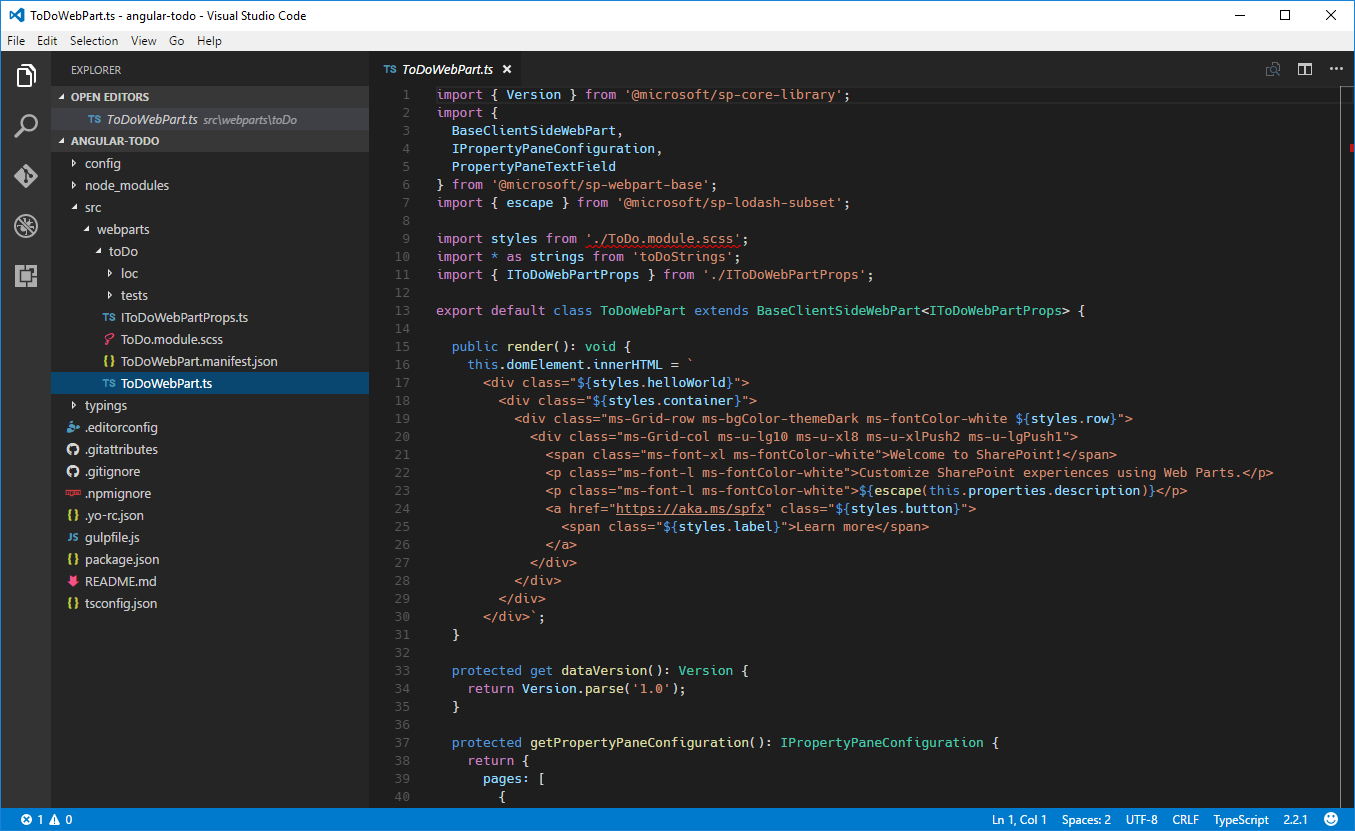 ToDoWebPart.ts - angular-todo - Visual Studio Code
File Edit Selection View Go Help
EXPLORER
OPEN EDITORS
TS ToDoWebPart.ts src\webparts\toDo
ANGULAR-TODO
config
node_modules
src
webparts
toDo
loc
tests
TS IToDoWebPartProps.ts
ToDo.module.scss
{} ToDoWebPart.manifest.json
TS ToDoWebPart.ts
typings
.editorconfig
.gitattributes
.gitignore
npm .npmignore
{} .yo-rc.json
JS gulpfile.js
{} package.json
README.md
{} tsconfig.json
TS ToDoWebPart.ts
1 import { Version } from '@microsoft/sp-core-library';
2 import {
3   BaseClientSideWebPart,
4   IPropertyPaneConfiguration,
5   PropertyPaneTextField
6 } from '@microsoft/sp-webpart-base';
7 import { escape } from '@microsoft/sp-lodash-subset';
8
9 import styles from './ToDo.module.scss';
10 import * as strings from 'toDoStrings';
11 import { IToDoWebPartProps } from './IToDoWebPartProps';
12
13 export default class ToDoWebPart extends BaseClientSideWebPart<IToDoWebPartProps> {
14
15   public render(): void {
16     this.domElement.innerHTML = `
17       <div class="${styles.helloWorld}">
18         <div class="${styles.container}">
19           <div class="ms-Grid-row ms-bgColor-themeDark ms-fontColor-white ${styles.row}">
20             <div class="ms-Grid-col ms-u-lg10 ms-u-xl8 ms-u-xlPush2 ms-u-lgPush1">
21               <span class="ms-font-xl ms-fontColor-white">Welcome to SharePoint!</span>
22               <p class="ms-font-l ms-fontColor-white">Customize SharePoint experiences using Web Parts.</p>
23               <p class="ms-font-l ms-fontColor-white">${escape(this.properties.description)}</p>
24               <a href="https://aka.ms/spfx" class="${styles.button}">
25                 <span class="${styles.label}">Learn more</span>
26               </a>
27             </div>
28           </div>
29         </div>
30       </div>`;
31   }
32
33   protected get dataVersion(): Version {
34     return Version.parse('1.0');
35   }
36
37   protected getPropertyPaneConfiguration(): IPropertyPaneConfiguration {
38     return {
39       pages: [
40         {
1 0 Ln 1, Col 1 Spaces: 2 UTF-8 CRLF TypeScript 2.2.1